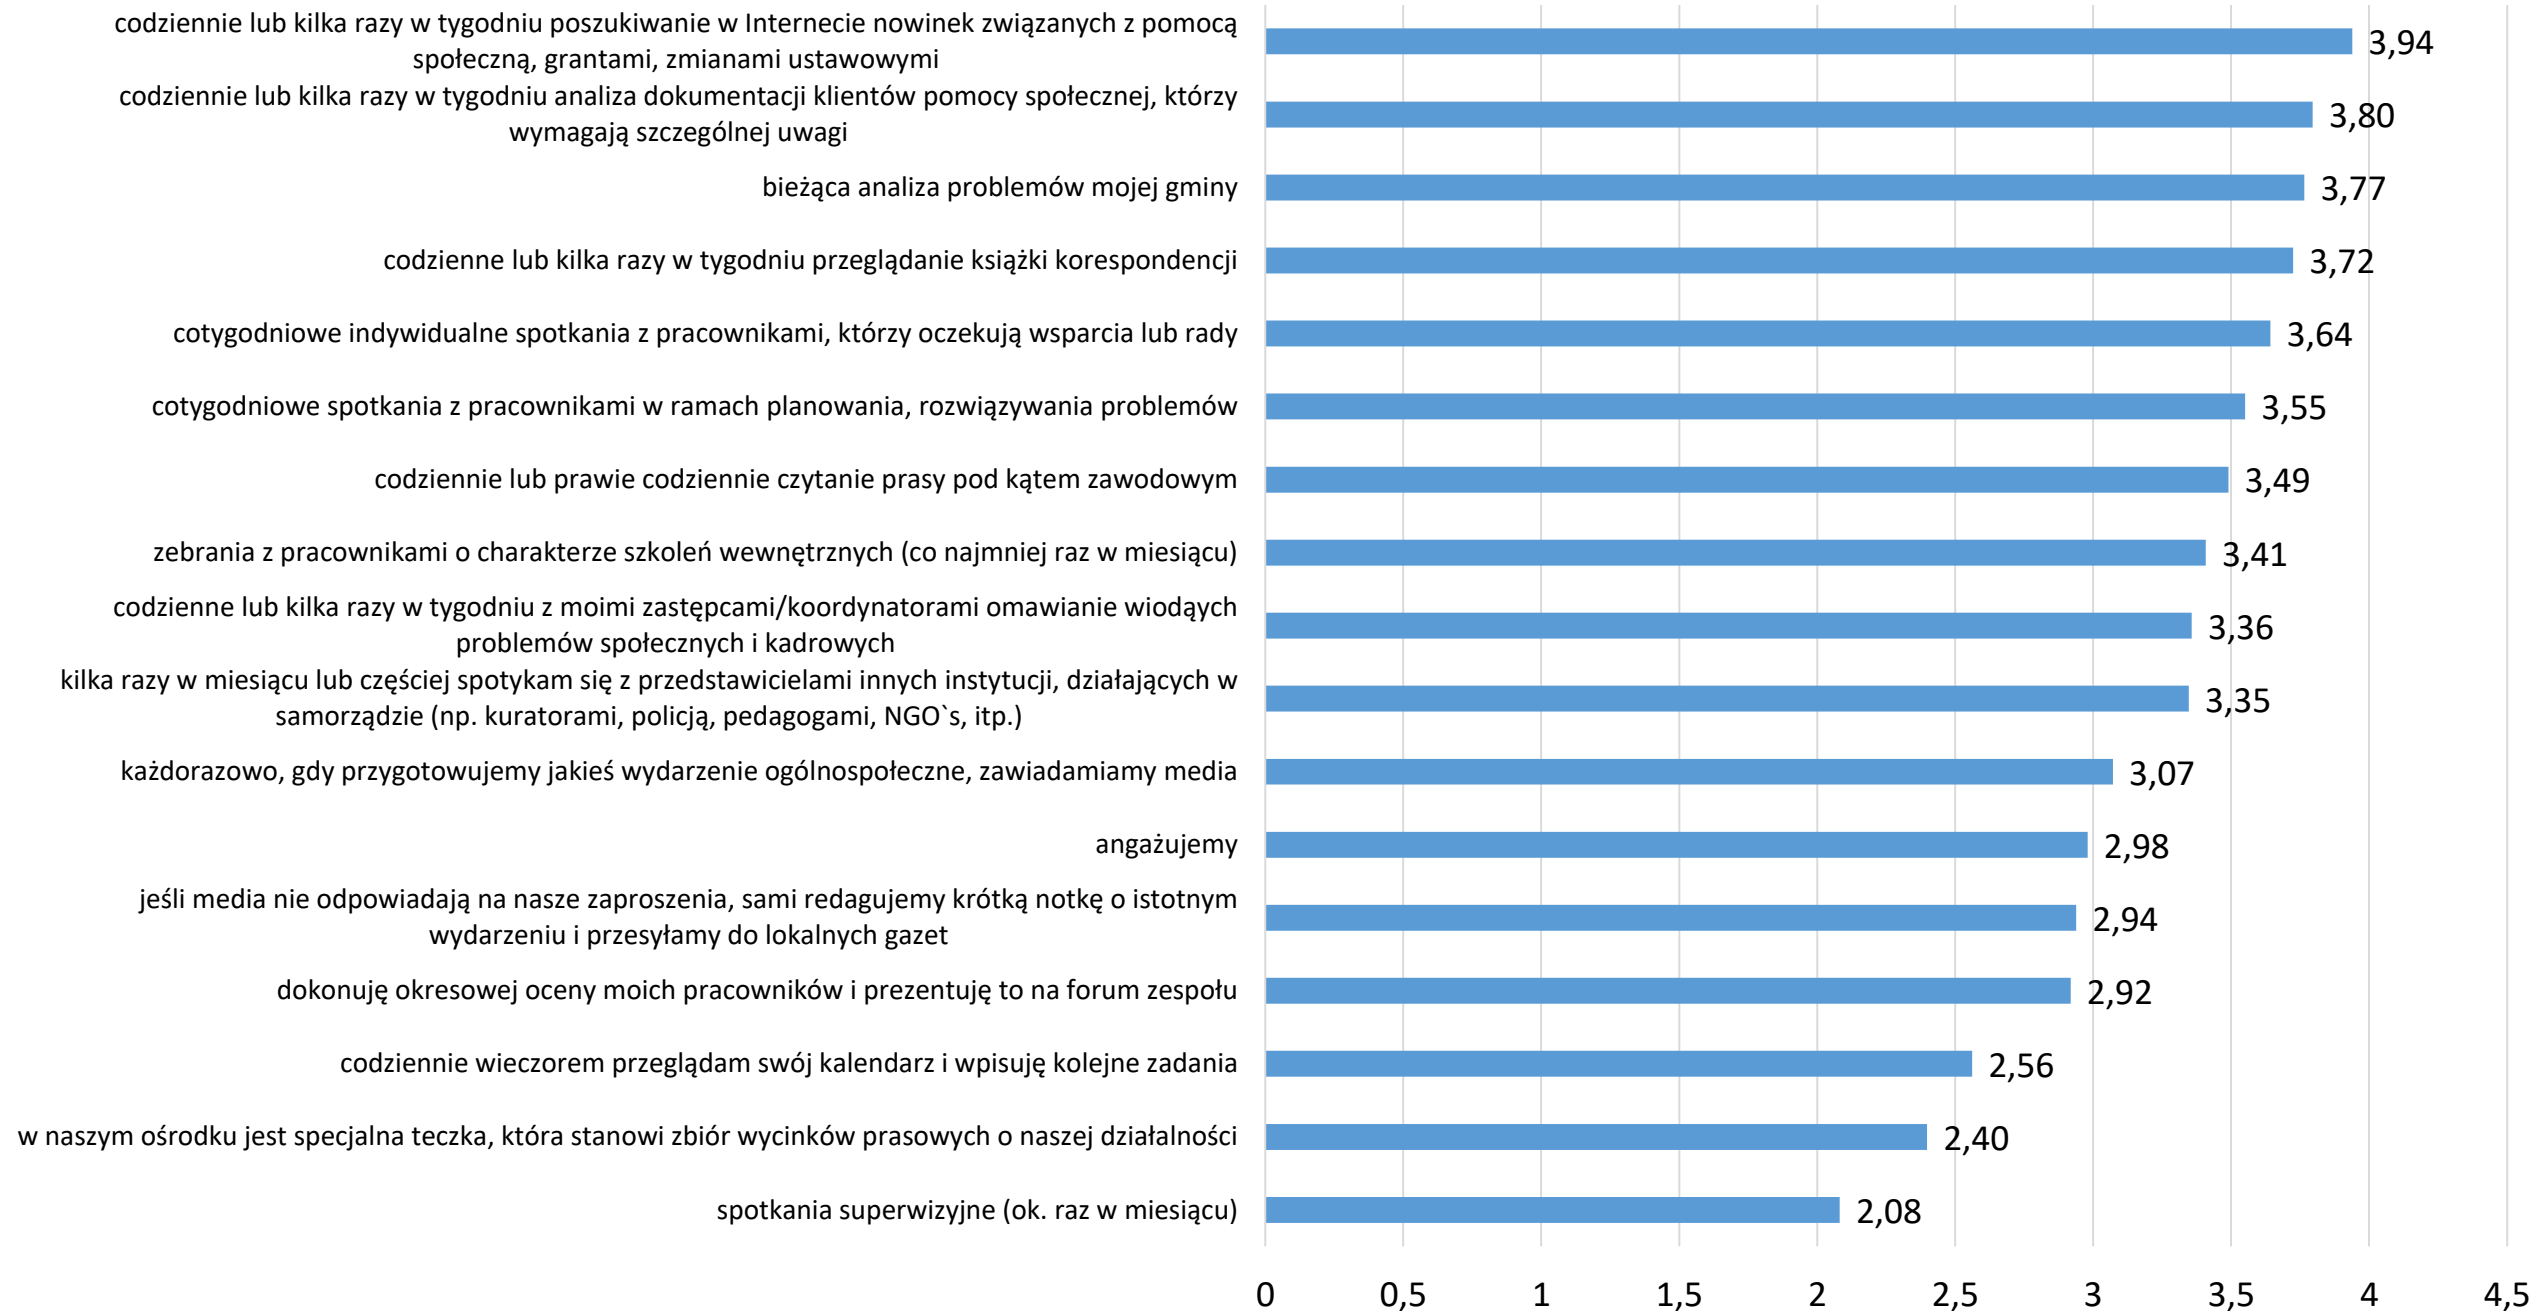 codziennie lub kilka razy w tygodniu poszukiwanie w Internecie nowinek związanych z pomocą
społeczną, grantami, zmianami ustawowymi
3,94
codziennie lub kilka razy w tygodniu analiza dokumentacji klientów pomocy społecznej, którzy
wymagają szczególnej uwagi
3,80
bieżąca analiza problemów mojej gminy
3,77
codzienne lub kilka razy w tygodniu przeglądanie książki korespondencji
3,72
cotygodniowe indywidualne spotkania z pracownikami, którzy oczekują wsparcia lub rady
3,64
cotygodniowe spotkania z pracownikami w ramach planowania, rozwiązywania problemów
3,55
codziennie lub prawie codziennie czytanie prasy pod kątem zawodowym
3,49
zebrania z pracownikami o charakterze szkoleń wewnętrznych (co najmniej raz w miesiącu)
3,41
codzienne lub kilka razy w tygodniu z moimi zastępcami/koordynatorami omawianie wiodąych
problemów społecznych i kadrowych
3,36
kilka razy w miesiącu lub częściej spotykam się z przedstawicielami innych instytucji, działających w
samorządzie (np. kuratorami, policją, pedagogami, NGO`s, itp.)
3,35
każdorazowo, gdy przygotowujemy jakieś wydarzenie ogólnospołeczne, zawiadamiamy media
3,07
angażujemy
2,98
jeśli media nie odpowiadają na nasze zaproszenia, sami redagujemy krótką notkę o istotnym
wydarzeniu i przesyłamy do lokalnych gazet
2,94
dokonuję okresowej oceny moich pracowników i prezentuję to na forum zespołu
2,92
codziennie wieczorem przeglądam swój kalendarz i wpisuję kolejne zadania
2,56
w naszym ośrodku jest specjalna teczka, która stanowi zbiór wycinków prasowych o naszej działalności
2,40
spotkania superwizyjne (ok. raz w miesiącu)
2,08
0 0,5 1 1,5 2 2,5 3 3,5 4 4,5